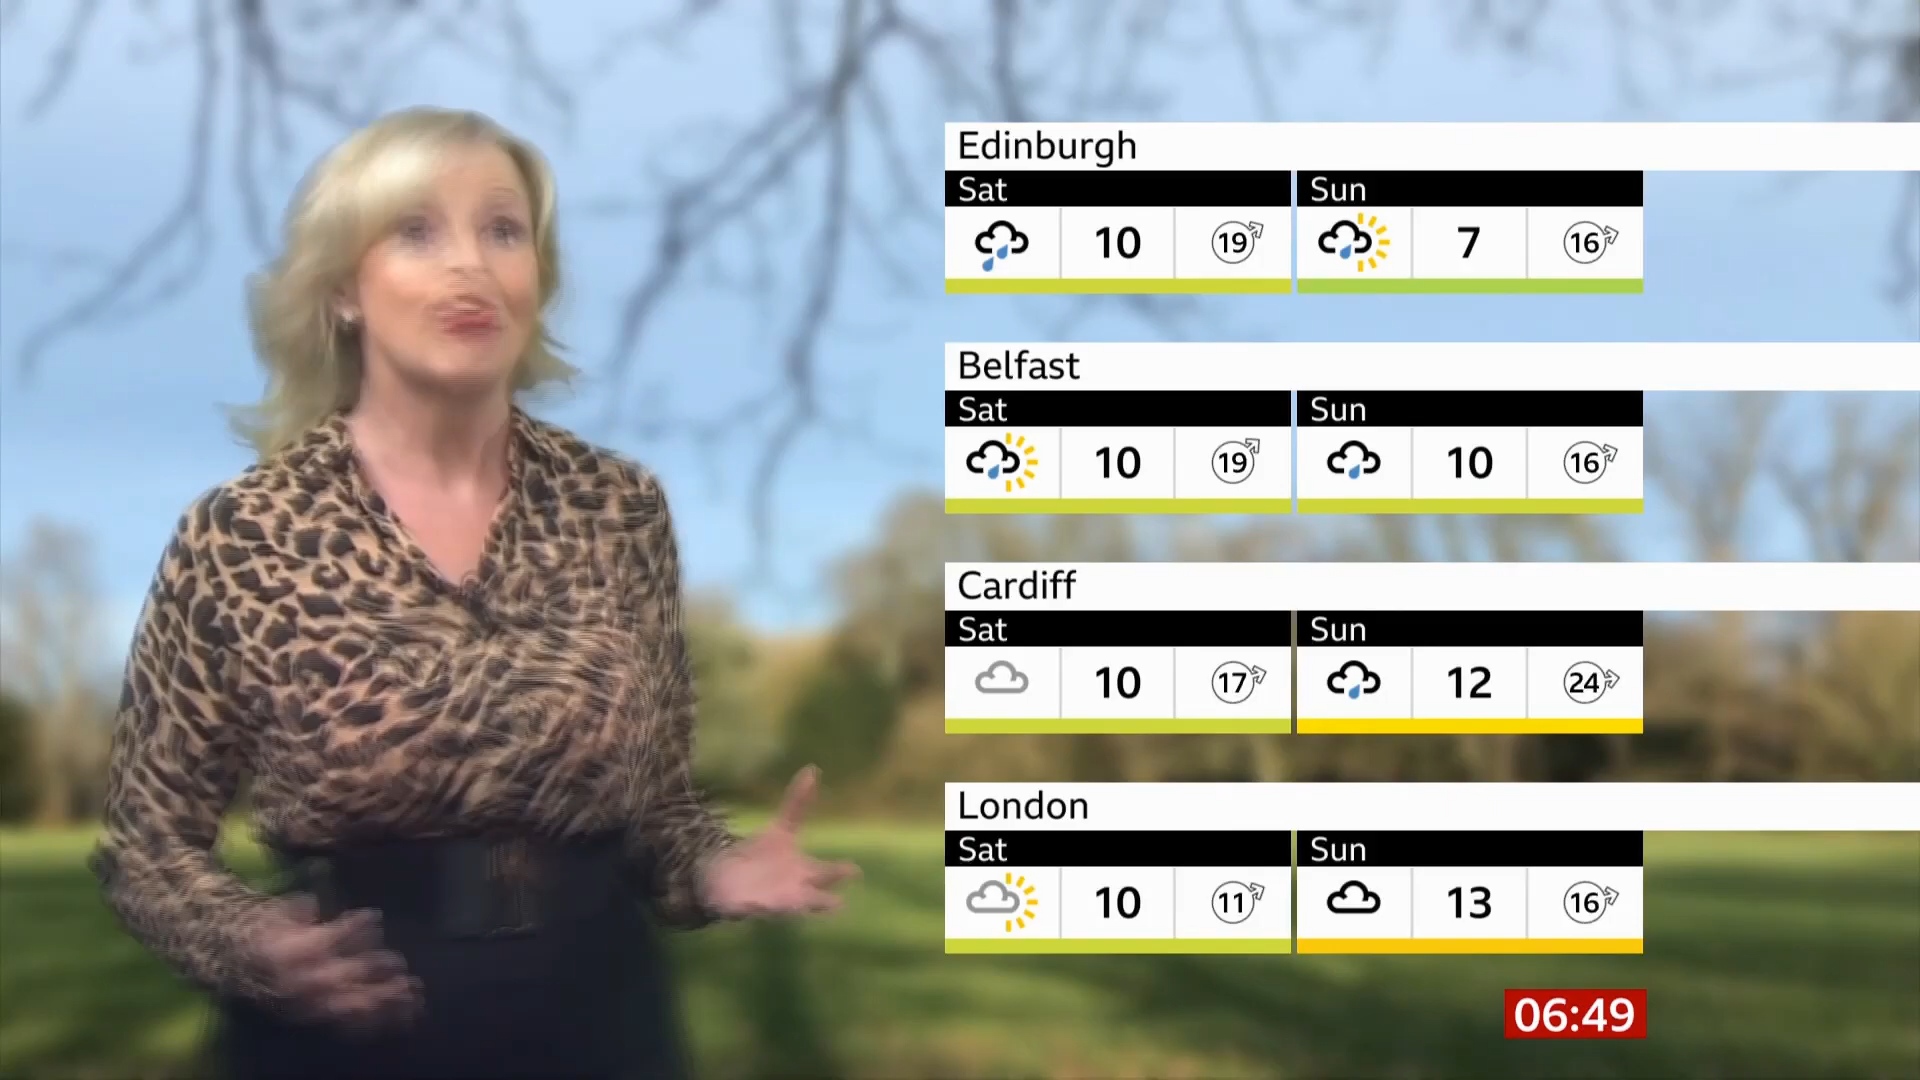 Edinburgh
Sat Sun
10 19 7 16
Belfast
Sat Sun
10 19 10 16
Cardiff
Sat Sun
10 17 12 24
London
Sat Sun
10 11 13 16
06:49